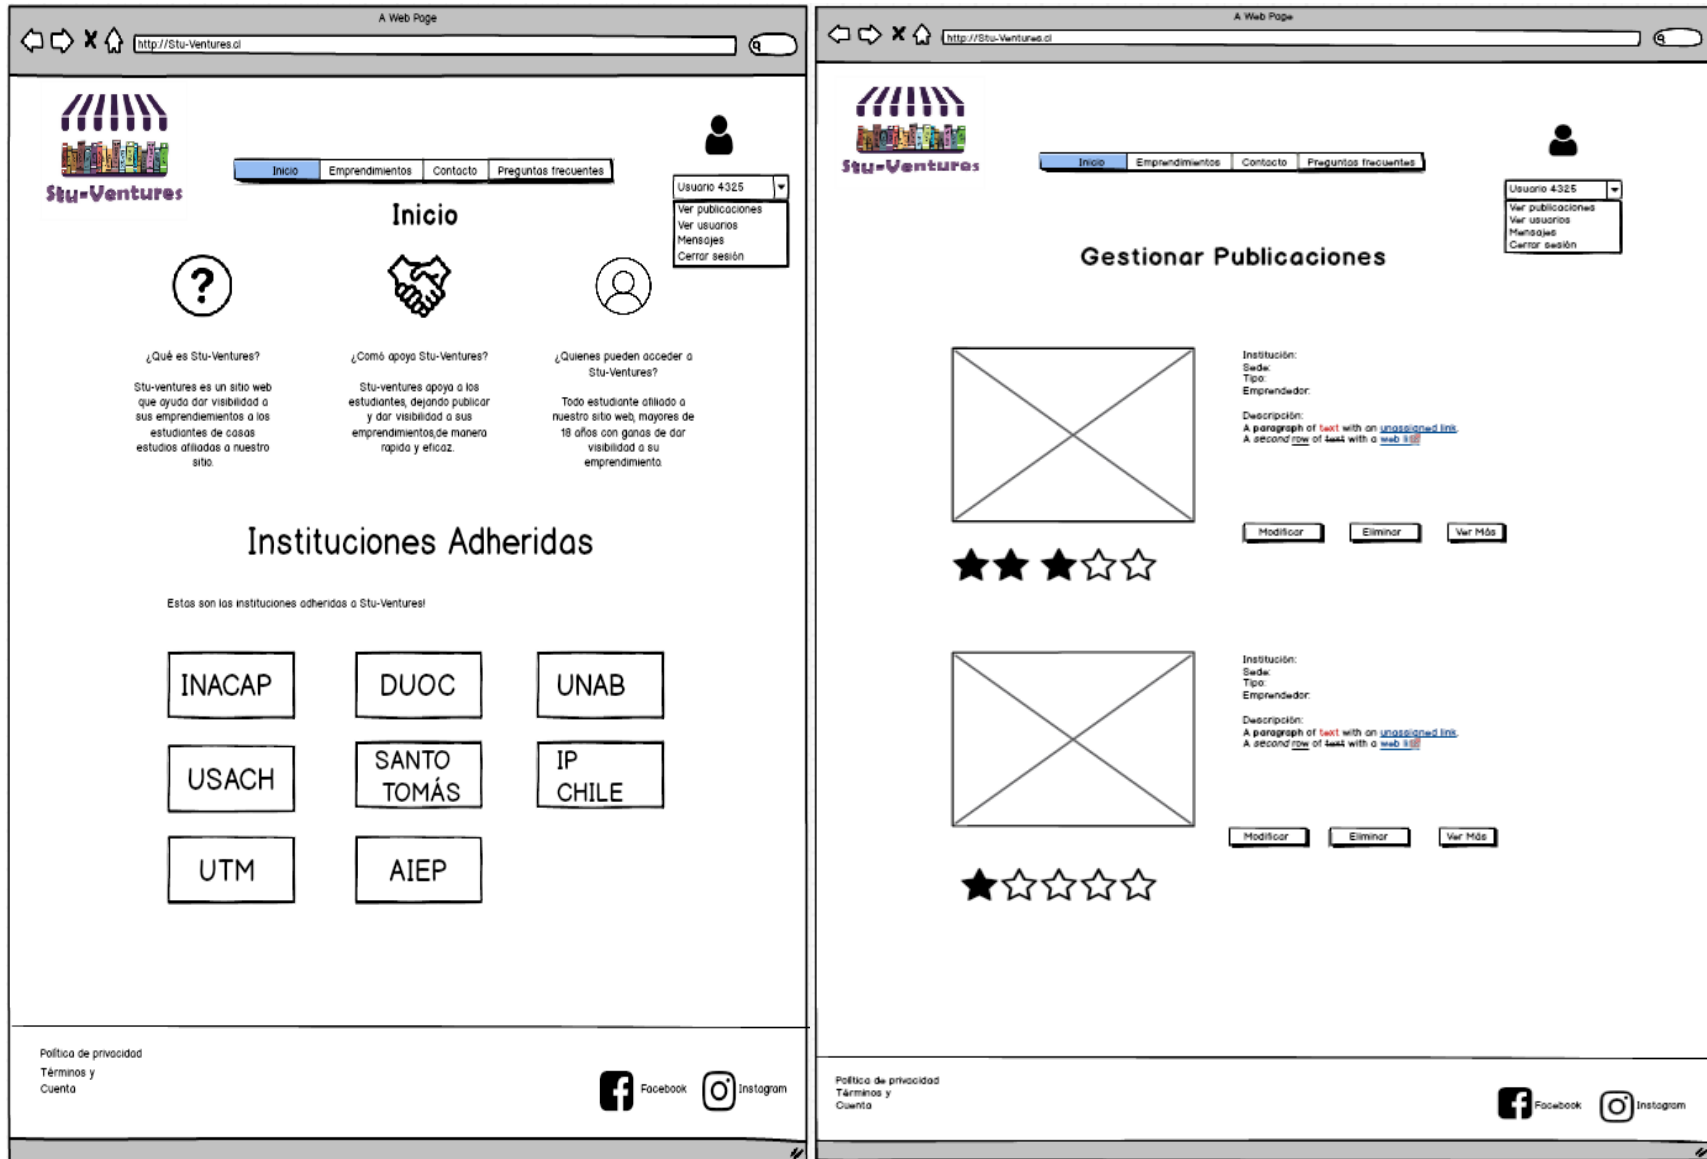 A Web Page
http://Stu-Ventures.cl
Stu-Ventures
Inicio
Emprendimientos
Contacto
Preguntas frecuentes
Usuario 4325
Ver publicaciones
Ver usuarios
Mensajes
Cerrar sesión
Inicio
¿Qué es Stu-Ventures?
Stu-ventures es un sitio web
que ayuda dar visibilidad a
sus emprendiemientos a los
estudiantes de casas
estudios afiliadas a nuestro
sitio.
¿Comó apoya Stu-Ventures?
Stu-ventures apoya a los
estudiantes, dejando publicar
y dar visibilidad a sus
emprendimientos,de manera
rapida y eficaz.
¿Quienes pueden acceder a
Stu-Ventures?
Todo estudiante afiliado a
nuestro sitio web, mayores de
18 años con ganas de dar
visibilidad a su
emprendimiento.
Instituciones Adheridas
Estas son las instituciones adheridas a Stu-Ventures!
INACAP
DUOC
UNAB
USACH
SANTO
TOMÁS
IP
CHILE
UTM
AIEP
Política de privacidad
Términos y
Cuenta
Facebook
Instagram
A Web Page
http://Stu-Ventures.cl
Stu-Ventures
Inicio
Emprendimientos
Contacto
Preguntas frecuentes
Usuario 4325
Ver publicaciones
Ver usuarios
Mensajes
Cerrar sesión
Gestionar Publicaciones
Institución:
Sede:
Tipo:
Emprendedor:
Descripción:
A paragraph of text with an unassigned link.
A second row of text with a web
Modificar
Eliminar
Ver Más
Institución:
Sede:
Tipo:
Emprendedor:
Descripción:
A paragraph of text with an unassigned link.
A second row of text with a web
Modificar
Eliminar
Ver Más
Política de privacidad
Términos y
Cuenta
Facebook
Instagram